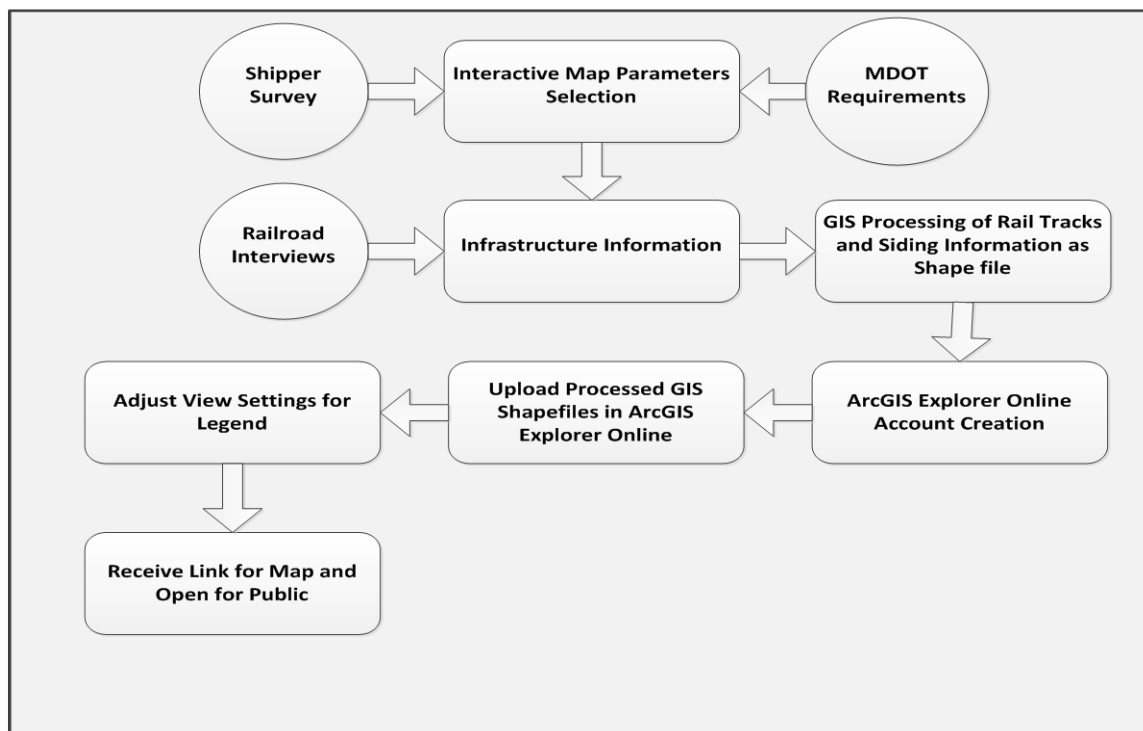 Shipper
Survey
Interactive Map Parameters
Selection
MDOT
Requirements
Railroad
Interviews
Infrastructure Information
GIS Processing of Rail Tracks
and Siding Information as
Shape file
Adjust View Settings for
Legend
Upload Processed GIS
Shapefiles in ArcGIS
Explorer Online
ArcGIS Explorer Online
Account Creation
Receive Link for Map and
Open for Public